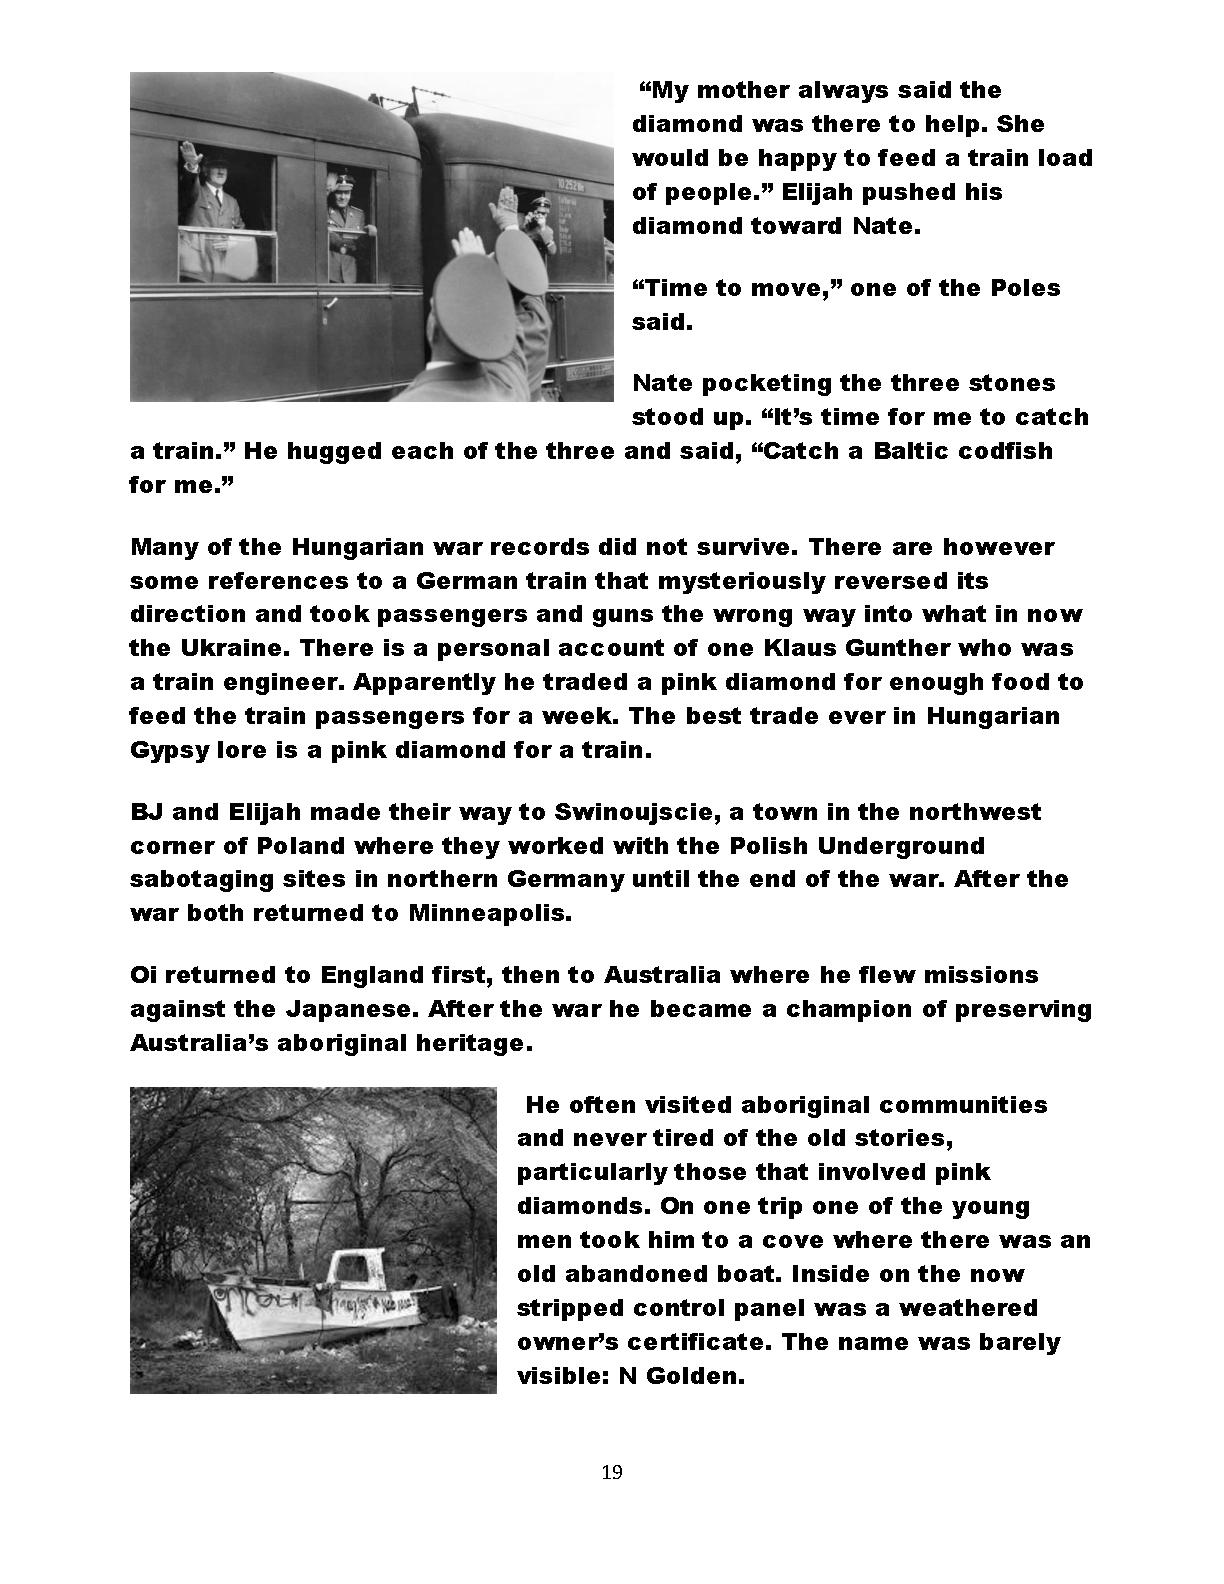 “My mother always said the
diamond was there to help. She
would be happy to feed a train load
of people.” Elijah pushed his
diamond toward Nate.
“Time to move,” one of the Poles
said.
Nate pocketing the three stones
stood up. “It’s time for me to catch
a train.” He hugged each of the three and said, “Catch a Baltic codfish
for me.”
Many of the Hungarian war records did not survive. There are however
some references to a German train that mysteriously reversed its
direction and took passengers and guns the wrong way into what in now
the Ukraine. There is a personal account of one Klaus Gunther who was
a train engineer. Apparently he traded a pink diamond for enough food to
feed the train passengers for a week. The best trade ever in Hungarian
Gypsy lore is a pink diamond for a train.
BJ and Elijah made their way to Swinoujscie, a town in the northwest
corner of Poland where they worked with the Polish Underground
sabotaging sites in northern Germany until the end of the war. After the
war both returned to Minneapolis.
Oi returned to England first, then to Australia where he flew missions
against the Japanese. After the war he became a champion of preserving
Australia’s aboriginal heritage.
He often visited aboriginal communities
and never tired of the old stories,
particularly those that involved pink
diamonds. On one trip one of the young
men took him to a cove where there was an
old abandoned boat. Inside on the now
stripped control panel was a weathered
owner’s certificate. The name was barely
visible: N Golden.
19